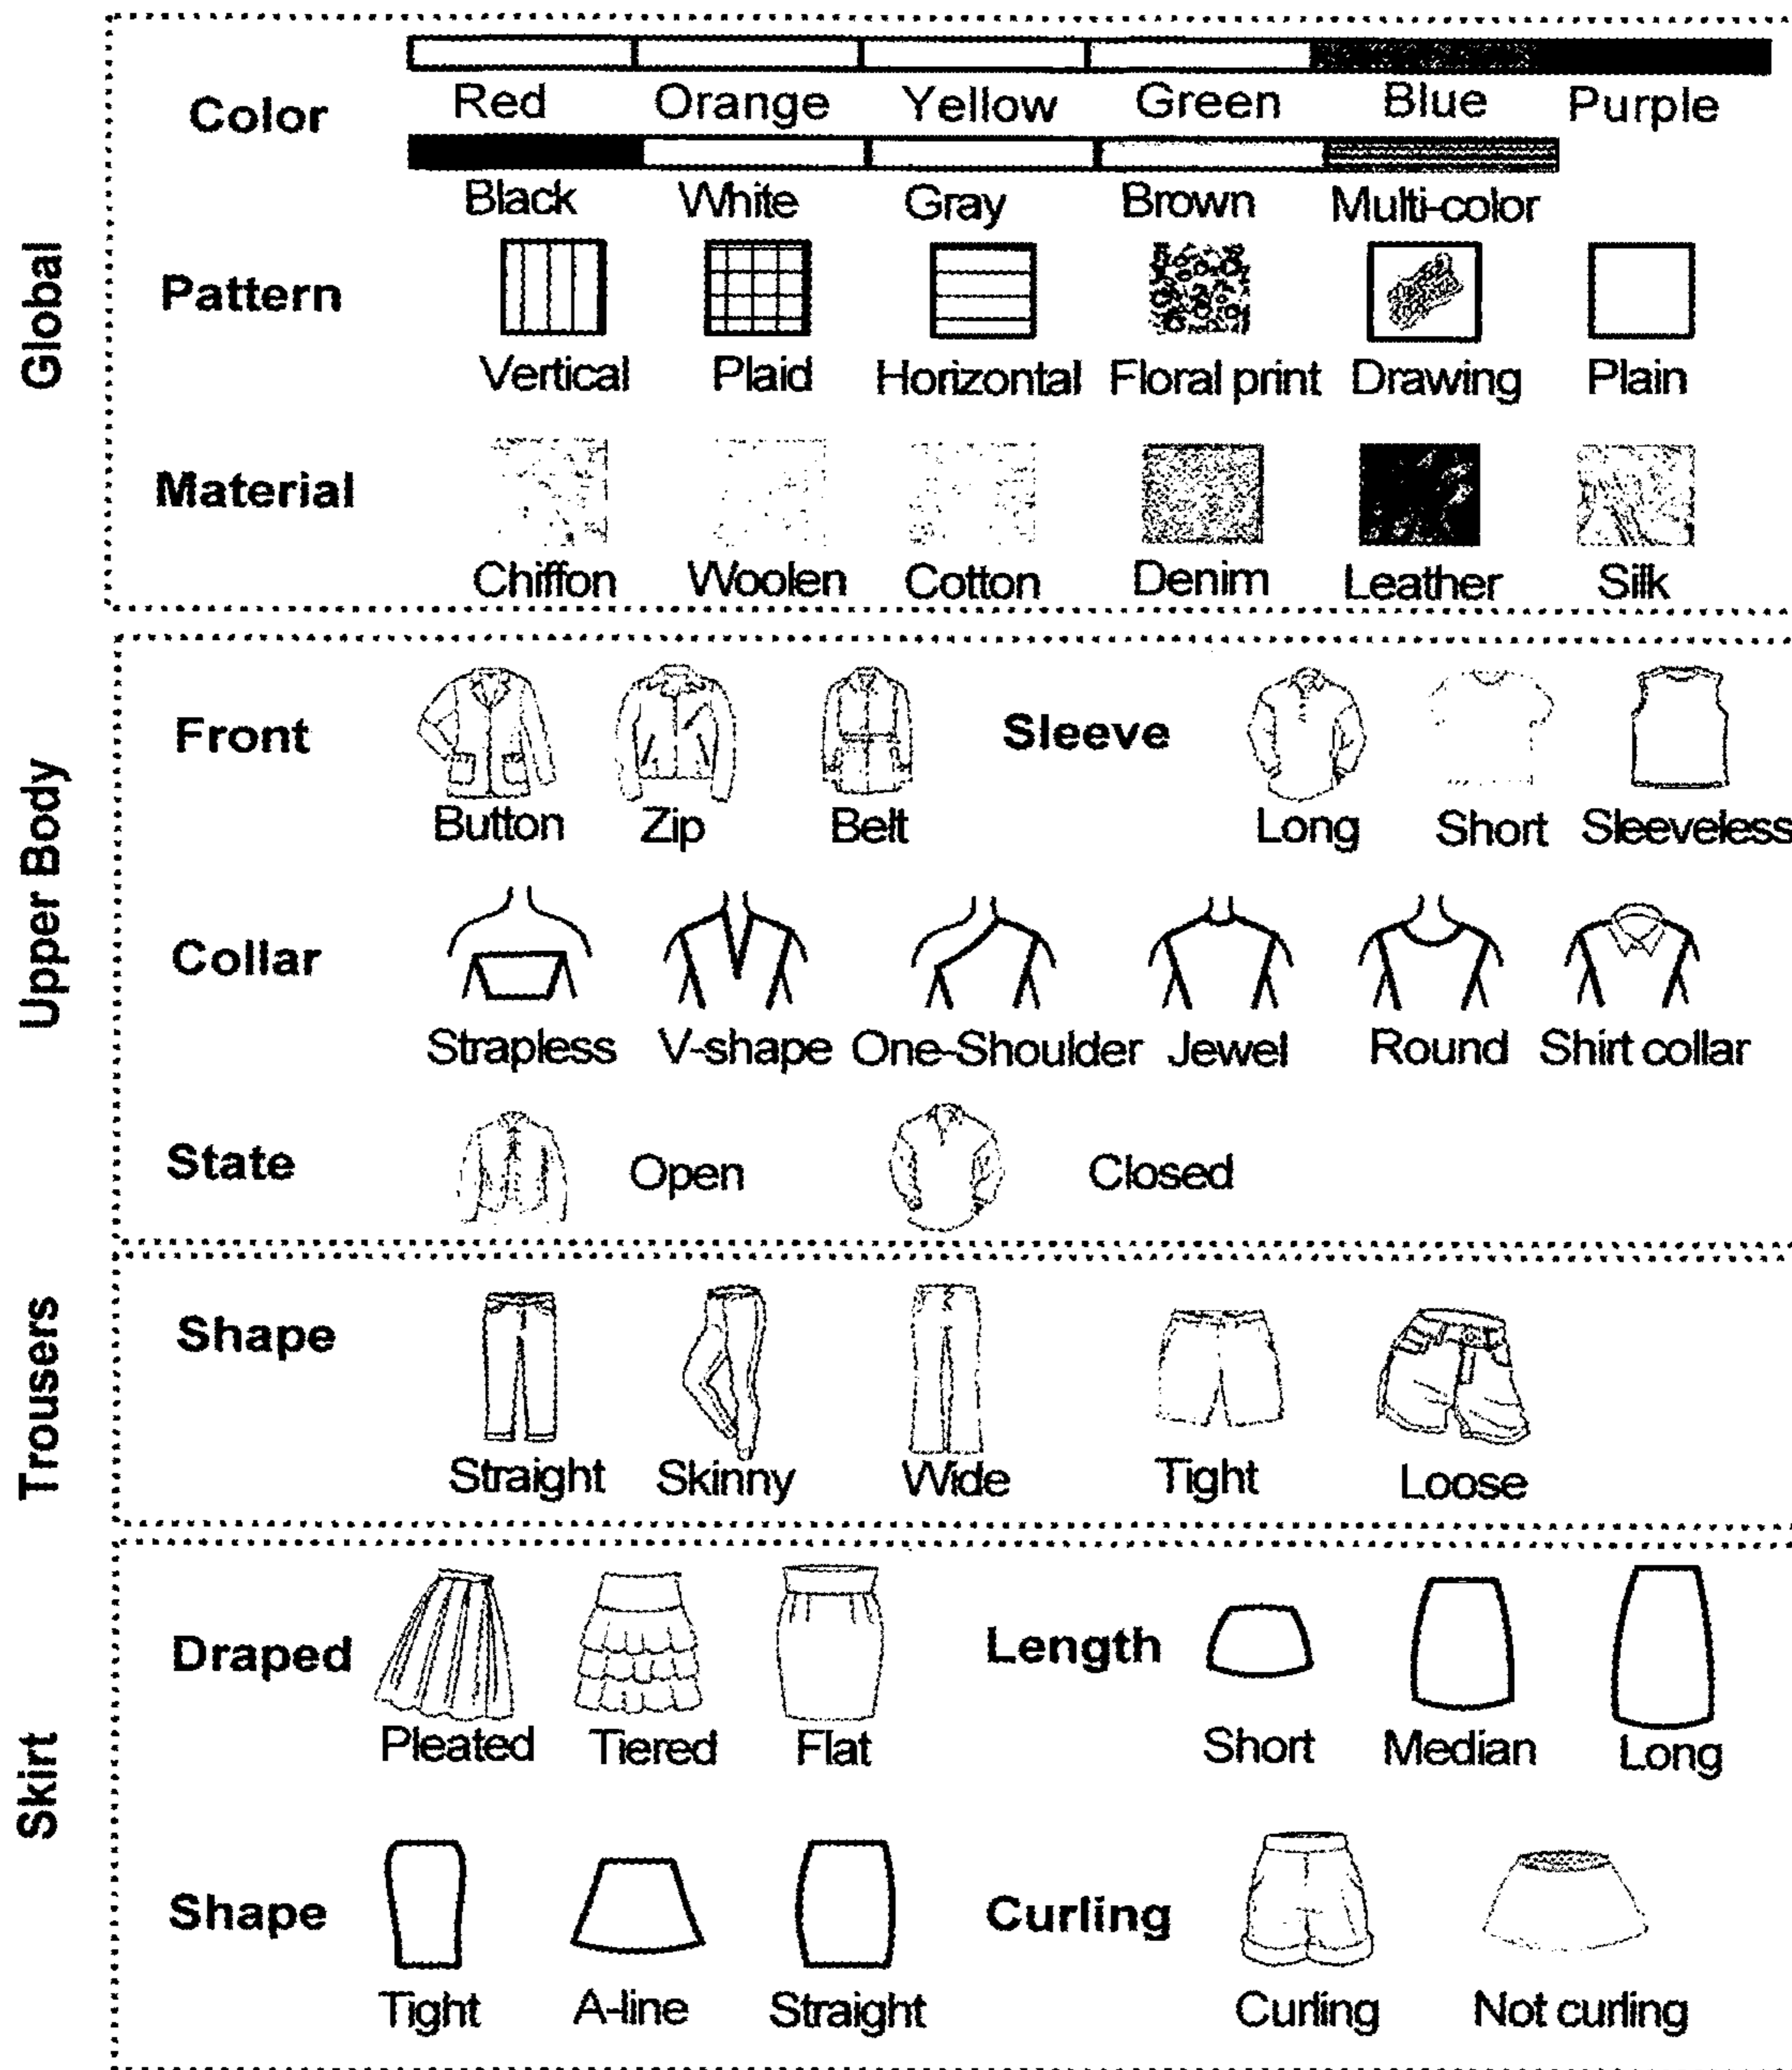 Global
Color
Red Orange Yellow Green Blue Purple
Black White Gray Brown Multi-color
Pattern
Vertical Plaid Horizontal Floral print Drawing Plain
Material
Chiffon Woolen Cotton Denim Leather Silk
Upper Body
Front
Button Zip Belt
Sleeve
Long Short Sleeveless
Collar
Strapless V-shape One-Shoulder Jewel Round Shirt collar
State
Open Closed
Trousers
Shape
Straight Skinny Wide Tight Loose
Skirt
Draped
Pleated Tiered Flat
Length
Short Median Long
Shape
Tight A-line Straight
Curling
Curling Not curling